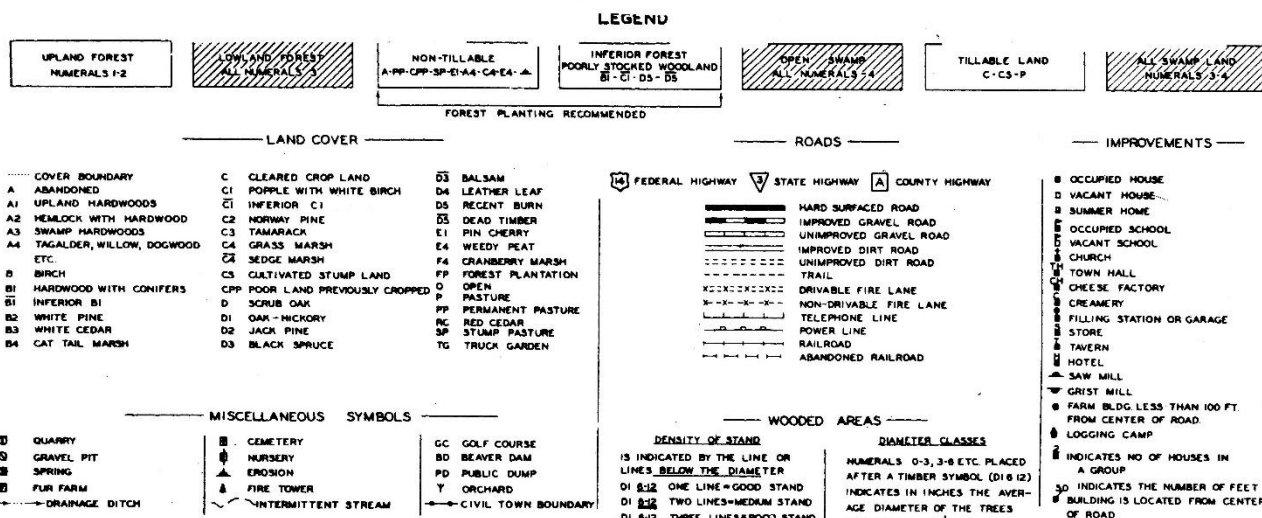 LEGEND
UPLAND FOREST
NUMERALS 1-2
LOWLAND FOREST
ALL NUMERALS 3
NON-TILLABLE
A-PP-CPP-SP-E1-A4-C4-E4-
INFERIOR FOREST
POORLY STOCKED WOODLAND
B1-C1-D5-D5
OPEN SWAMP
ALL NUMERALS -4
TILLABLE LAND
C-CS-P
ALL SWAMP LAND
NUMERALS 3-4
FOREST PLANTING RECOMMENDED
LAND COVER
COVER BOUNDARY
A ABANDONED
A1 UPLAND HARDWOODS
A2 HEMLOCK WITH HARDWOOD
A3 SWAMP HARDWOODS
A4 TAGALDER, WILLOW, DOGWOOD
ETC.
B BIRCH
B1 HARDWOOD WITH CONIFERS
B1 INFERIOR B1
B2 WHITE PINE
B3 WHITE CEDAR
B4 CAT TAIL MARSH
C CLEARED CROP LAND
C1 POPPLE WITH WHITE BIRCH
C1 INFERIOR C1
C2 NORWAY PINE
C3 TAMARACK
C4 GRASS MARSH
C4 SEDGE MARSH
CS CULTIVATED STUMP LAND
CPP POOR LAND PREVIOUSLY CROPPED
D SCRUB OAK
D1 OAK-HICKORY
D2 JACK PINE
D3 BLACK SPRUCE
D3 BALSAM
D4 LEATHER LEAF
D5 RECENT BURN
D5 DEAD TIMBER
E1 PIN CHERRY
E4 WEEDY PEAT
F4 CRANBERRY MARSH
FP FOREST PLANTATION
O OPEN
P PASTURE
PP PERMANENT PASTURE
RC RED CEDAR
SP STUMP PASTURE
TG TRUCK GARDEN
ROADS
14 FEDERAL HIGHWAY 3 STATE HIGHWAY A COUNTY HIGHWAY
HARD SURFACED ROAD
IMPROVED GRAVEL ROAD
UNIMPROVED GRAVEL ROAD
IMPROVED DIRT ROAD
UNIMPROVED DIRT ROAD
TRAIL
DRIVABLE FIRE LANE
NON-DRIVABLE FIRE LANE
TELEPHONE LINE
POWER LINE
RAILROAD
ABANDONED RAILROAD
IMPROVEMENTS
OCCUPIED HOUSE
VACANT HOUSE
SUMMER HOME
OCCUPIED SCHOOL
VACANT SCHOOL
CHURCH
TH TOWN HALL
CH CHEESE FACTORY
C CREAMERY
FILLING STATION OR GARAGE
S STORE
T TAVERN
H HOTEL
SAW MILL
GRIST MILL
FARM BLDG. LESS THAN 100 FT.
FROM CENTER OF ROAD.
LOGGING CAMP
2 INDICATES NO OF HOUSES IN
A GROUP
50 INDICATES THE NUMBER OF FEET
BUILDING IS LOCATED FROM CENTER
OF ROAD
MISCELLANEOUS SYMBOLS
QUARRY
GRAVEL PIT
SPRING
FUR FARM
DRAINAGE DITCH
CEMETERY
NURSERY
EROSION
FIRE TOWER
INTERMITTENT STREAM
GC GOLF COURSE
BD BEAVER DAM
PD PUBLIC DUMP
Y ORCHARD
CIVIL TOWN BOUNDARY
WOODED AREAS
DENSITY OF STAND
IS INDICATED BY THE LINE OR
LINES BELOW THE DIAMETER
D1 6-12 ONE LINE=GOOD STAND
D1 6-12 TWO LINES=MEDIUM STAND
D1 6-12 THREE LINES=POOR STAND
DIAMETER CLASSES
NUMERALS 0-3, 3-6 ETC. PLACED
AFTER A TIMBER SYMBOL (D1 6 12)
INDICATES IN INCHES THE AVER-
AGE DIAMETER OF THE TREES